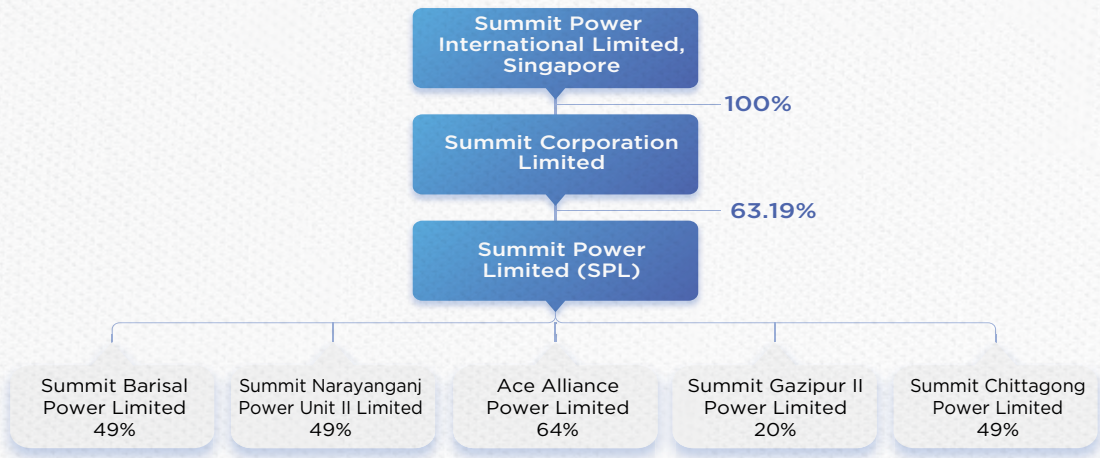 Summit Power
International Limited,
Singapore
100%
Summit Corporation
Limited
63.19%
Summit Power
Limited (SPL)
Summit Barisal
Power Limited
49%
Summit Narayanganj
Power Unit II Limited
49%
Ace Alliance
Power Limited
64%
Summit Gazipur II
Power Limited
20%
Summit Chittagong
Power Limited
49%